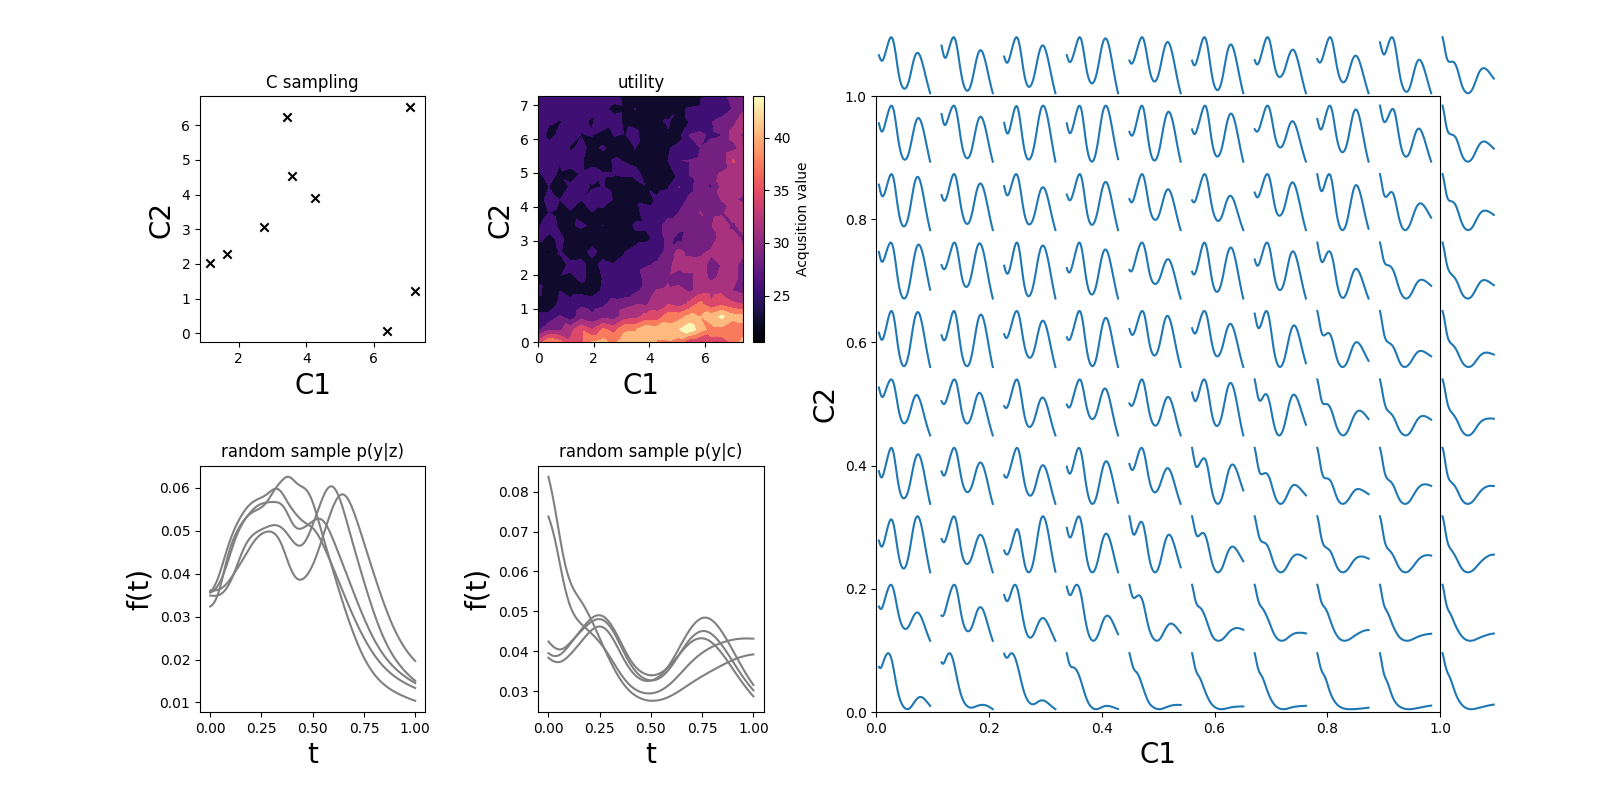 C sampling
C2
6
5
4
3
2
1
0
2 4 6
C1
utility
C2
7
6
5
4
3
2
1
0
0 2 4 6
C1
40
35
30
25
Acqusition value
random sample p(y|z)
f(t)
0.06
0.05
0.04
0.03
0.02
0.01
0.00 0.25 0.50 0.75 1.00
t
random sample p(y|c)
f(t)
0.08
0.07
0.06
0.05
0.04
0.03
0.00 0.25 0.50 0.75 1.00
t
C2
1.0
0.8
0.6
0.4
0.2
0.0
0.0 0.2 0.4 0.6 0.8 1.0
C1